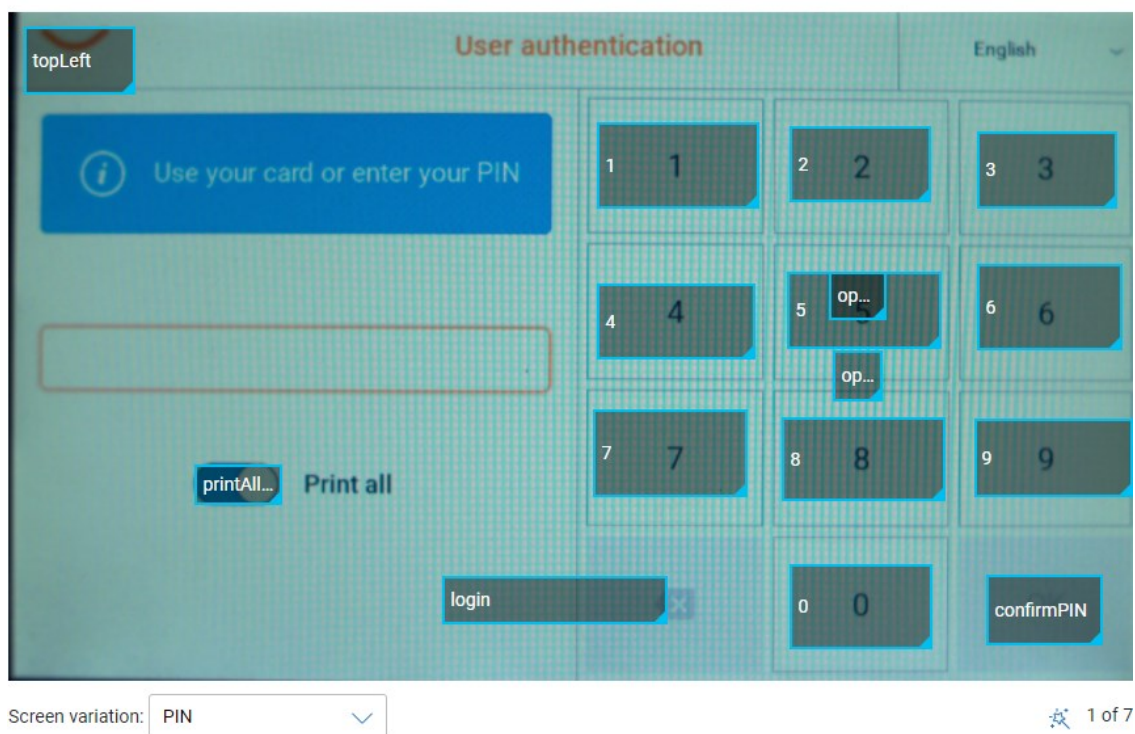 topLeft
User authentication
English
Use your card or enter your PIN
1 1
2 2
3 3
4 4
5 op... 5
6 6
op...
7 7
8 8
9 9
printAll... Print all
login
0 0
confirmPIN
Screen variation: PIN
1 of 7